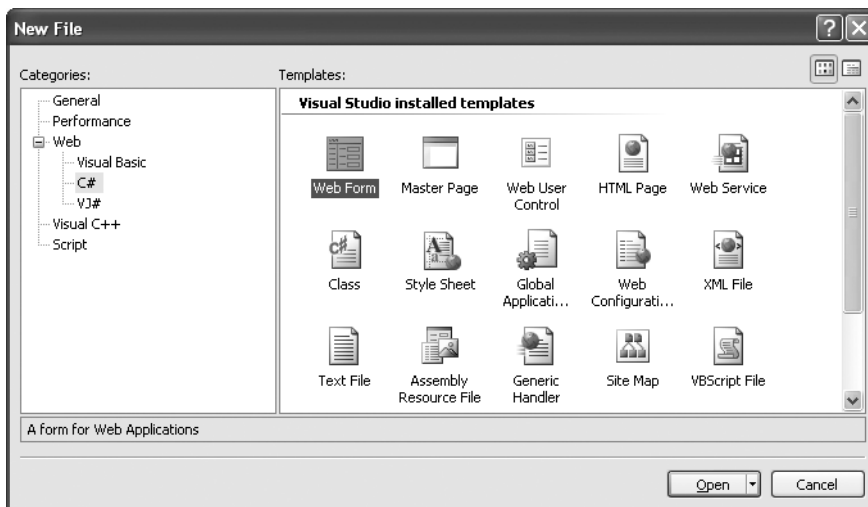 New File
Categories:
Templates:
General
Performance
Web
Visual Basic
C#
VJ#
Visual C++
Script
Visual Studio installed templates
Web Form
Master Page
Web User
Control
HTML Page
Web Service
Class
Style Sheet
Global
Applicati...
Web
Configurati...
XML File
Text File
Assembly
Resource File
Generic
Handler
Site Map
VBScript File
A form for Web Applications
Open
Cancel